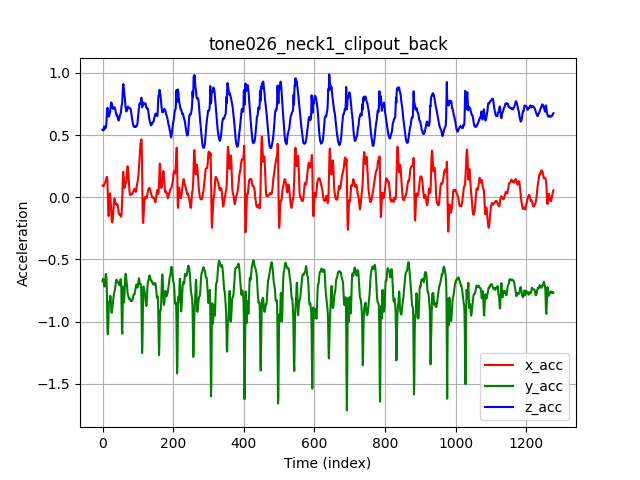 tone026_neck1_clipout_back
1.0
0.5
0.0
−0.5
−1.0
−1.5
Acceleration
0
200
400
600
800
1000
1200
Time (index)
x_acc
y_acc
z_acc